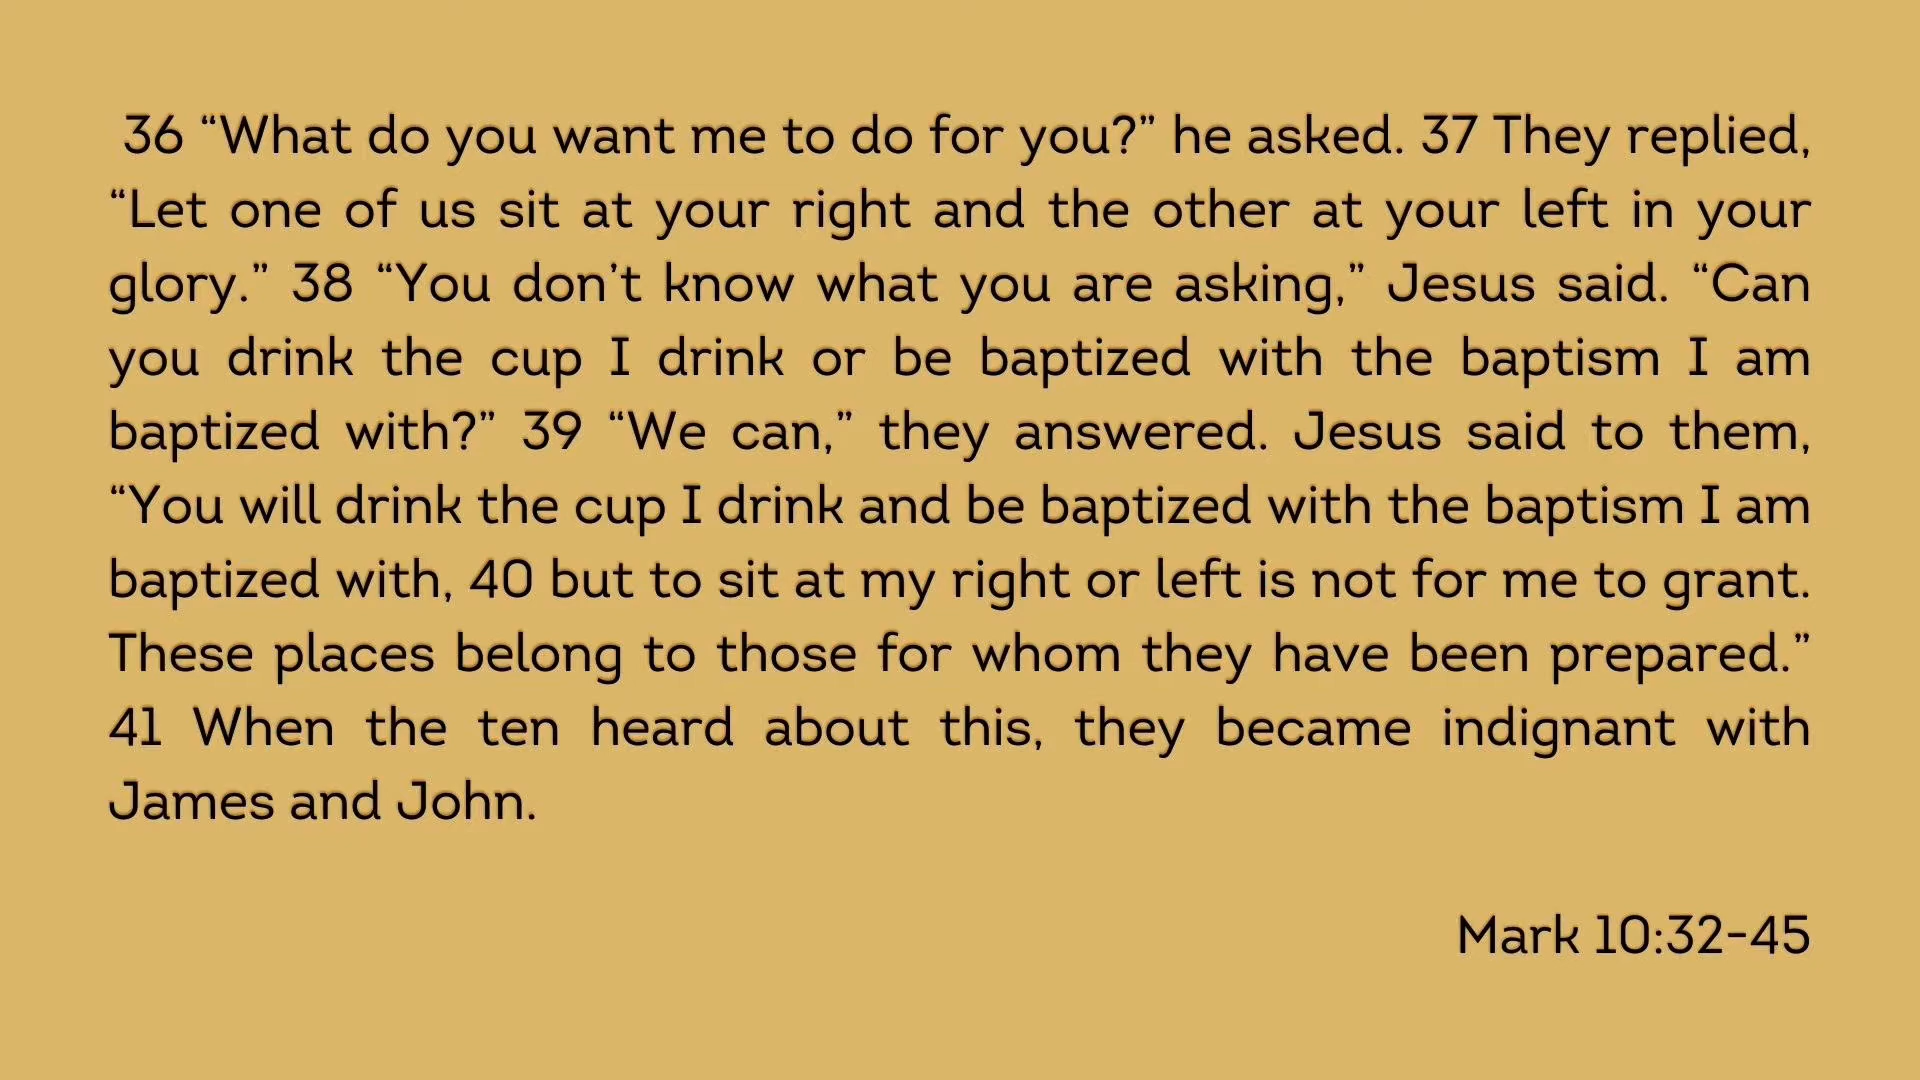 36 “What do you want me to do for you?” he asked. 37 They replied,
“Let one of us sit at your right and the other at your left in your
glory.” 38 “You don’t know what you are asking,” Jesus said. “Can
you drink the cup I drink or be baptized with the baptism I am
baptized with?” 39 “We can,” they answered. Jesus said to them,
“You will drink the cup I drink and be baptized with the baptism I am
baptized with, 40 but to sit at my right or left is not for me to grant.
These places belong to those for whom they have been prepared.”
41 When the ten heard about this, they became indignant with
James and John.
Mark 10:32-45